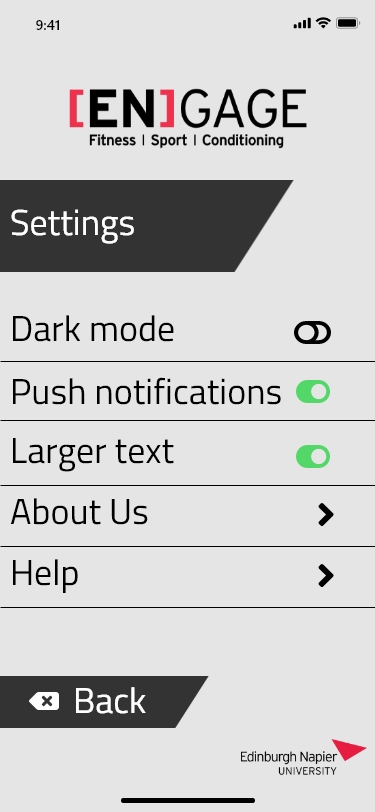 9:41
[EN]GAGE
Fitness | Sport | Conditioning
Settings
Dark mode
Push notifications
Larger text
About Us
Help
Back
Edinburgh Napier
UNIVERSITY